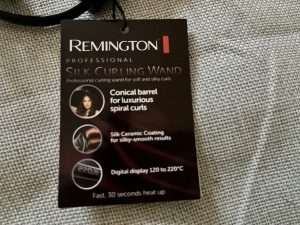 REMINGTON
PROFESSIONAL
SILK CURLING WAND
Professional curling wand for soft and silky curls
Conical barrel
for luxurious
spiral curls
Silk Ceramic Coating
for silky-smooth results
Digital display 120 to 220°C
Fast, 30 seconds heat up